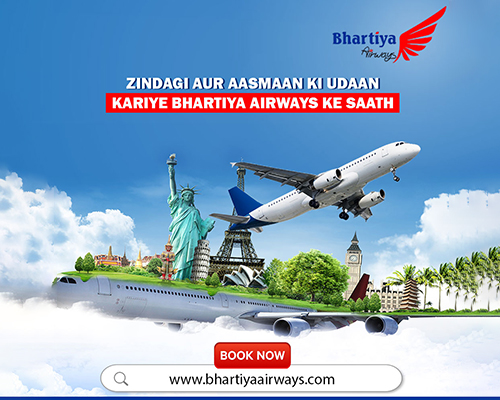 Bhartiya
Airways
ZINDAGI AUR AASMAAN KI UDAAN
KARIYE BHARTIYA AIRWAYS KE SAATH
BOOK NOW
www.bhartiyaairways.com